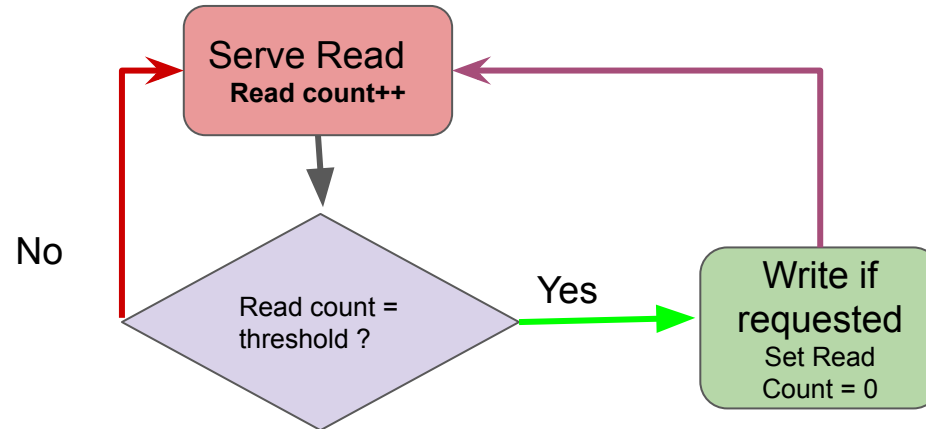 Serve Read
Read count++
No
Read count =
threshold ?
Yes
Write if
requested
Set Read
Count = 0